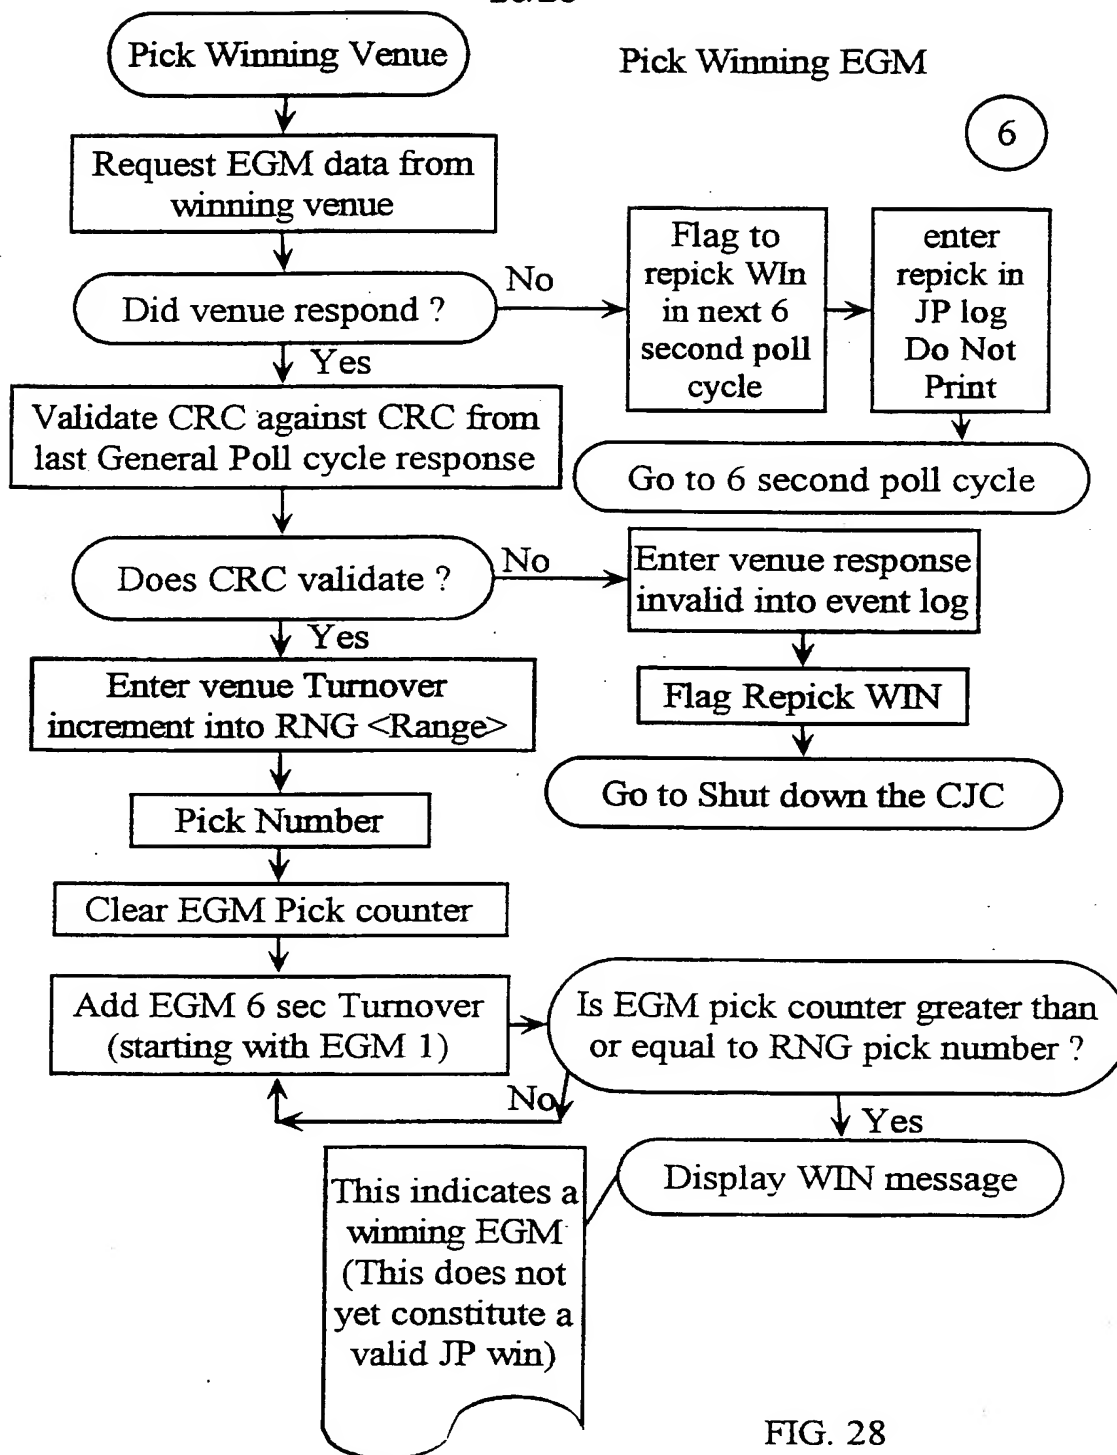 Pick Winning Venue
Pick Winning EGM
6
Request EGM data from
winning venue
Did venue respond ?
No
Flag to
repick WIn
in next 6
second poll
cycle
enter
repick in
JP log
Do Not
Print
Yes
Go to 6 second poll cycle
Validate CRC against CRC from
last General Poll cycle response
Does CRC validate ?
No
Enter venue response
invalid into event log
Yes
Flag Repick WIN
Enter venue Turnover
increment into RNG <Range>
Go to Shut down the CJC
Pick Number
Clear EGM Pick counter
Add EGM 6 sec Turnover
(starting with EGM 1)
Is EGM pick counter greater than
or equal to RNG pick number ?
No
Yes
Display WIN message
This indicates a
winning EGM
(This does not
yet constitute a
valid JP win)
FIG. 28